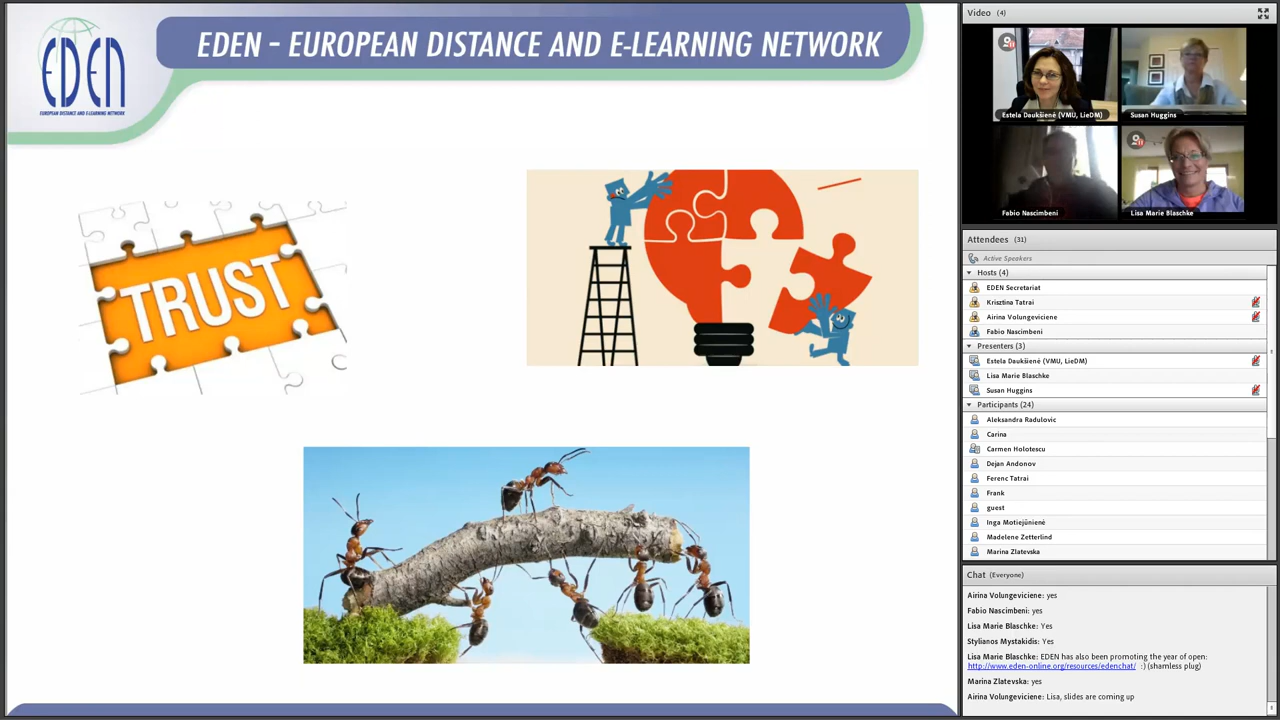 EDEN
EUROPEAN DISTANCE AND E-LEARNING NETWORK
EDEN – EUROPEAN DISTANCE AND E-LEARNING NETWORK
TRUST
Video (4)
Estela Daukšienė (VMU, LieDM)
Susan Huggins
Fabio Nascimbeni
Lisa Marie Blaschke
Attendees (31)
Active Speakers
Hosts (4)
EDEN Secretariat
Krisztina Tatrai
Airina Volungeviciene
Fabio Nascimbeni
Presenters (3)
Estela Daukšienė (VMU, LieDM)
Lisa Marie Blaschke
Susan Huggins
Participants (24)
Aleksandra Radulovic
Carina
Carmen Holotescu
Dejan Andonov
Ferenc Tatrai
Frank
guest
Inga Motiejūnienė
Madelene Zetterlind
Marina Zlatevska
Chat (Everyone)
Airina Volungeviciene: yes
Fabio Nascimbeni: yes
Lisa Marie Blaschke: Yes
Stylianos Mystakidis: Yes
Lisa Marie Blaschke: EDEN has also been promoting the year of open:
http://www.eden-online.org/resources/edenchat/ :) (shamless plug)
Marina Zlatevska: yes
Airina Volungeviciene: Lisa, slides are coming up